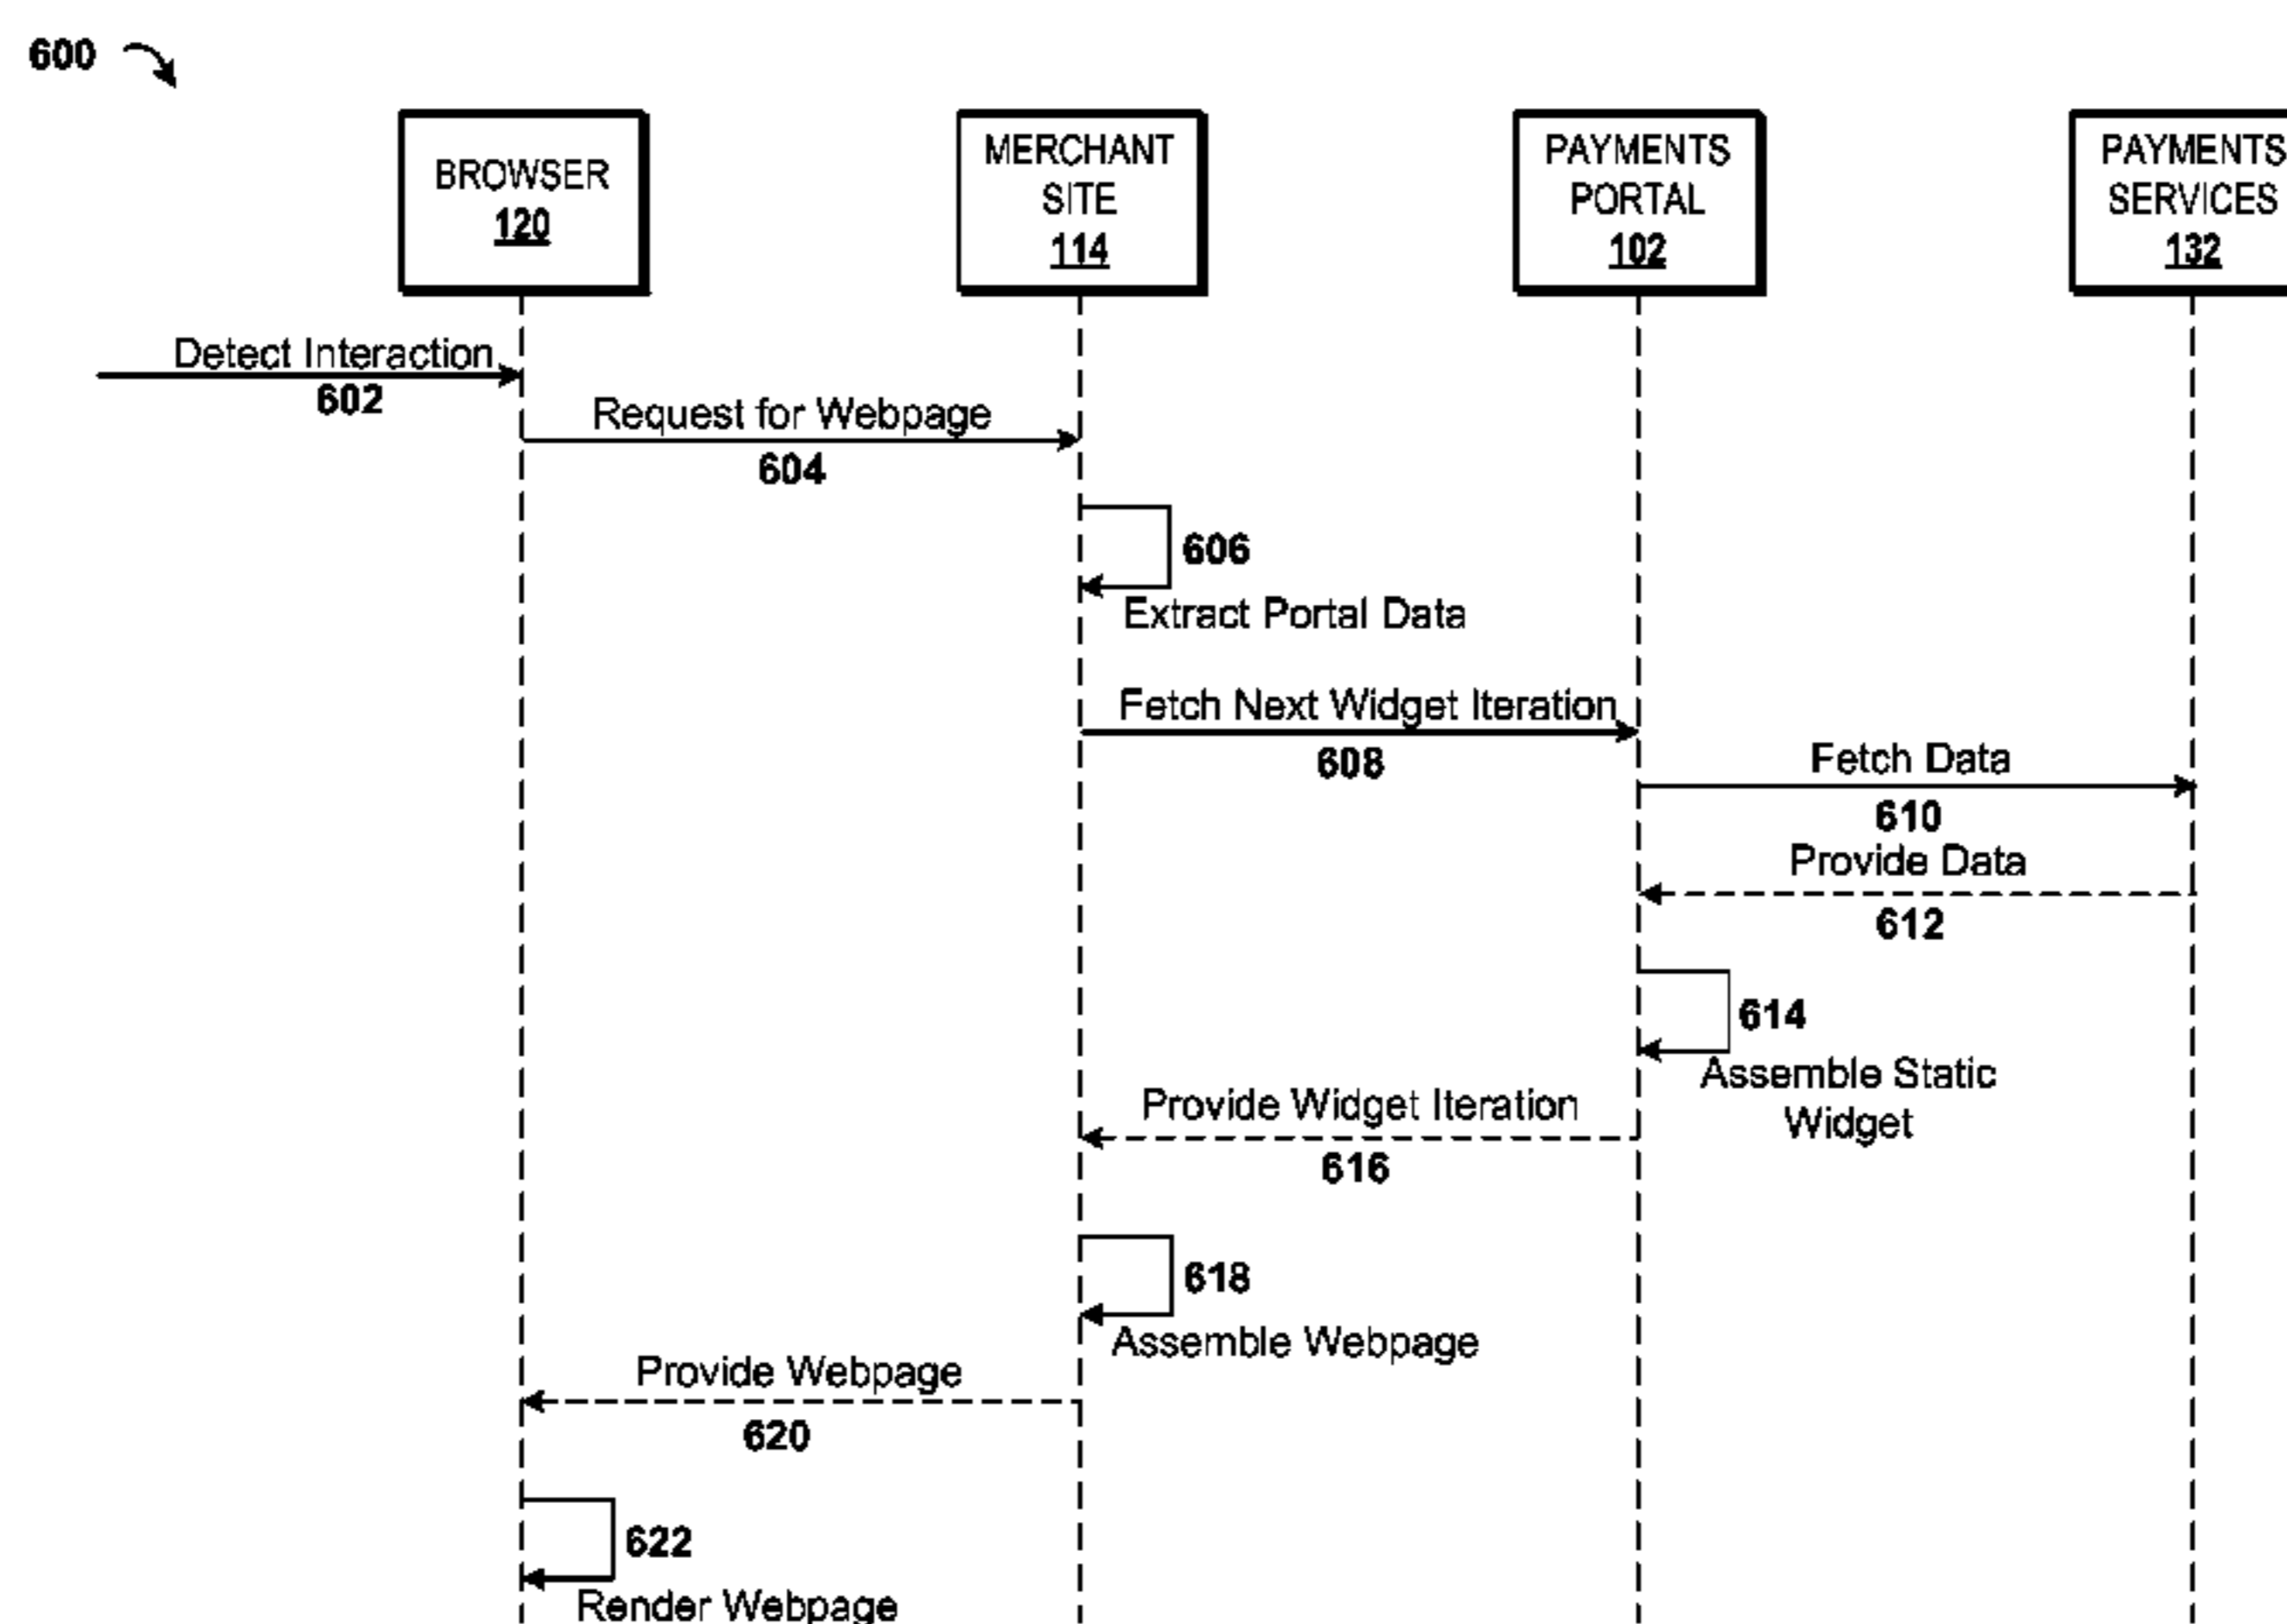 600
BROWSER
120
MERCHANT
SITE
114
PAYMENTS
PORTAL
102
PAYMENTS
SERVICES
132
Detect Interaction
602
Request for Webpage
604
606
Extract Portal Data
Fetch Next Widget Iteration
608
Fetch Data
610
Provide Data
612
614
Assemble Static
Widget
Provide Widget Iteration
616
618
Assemble Webpage
Provide Webpage
620
622
Render Webpage